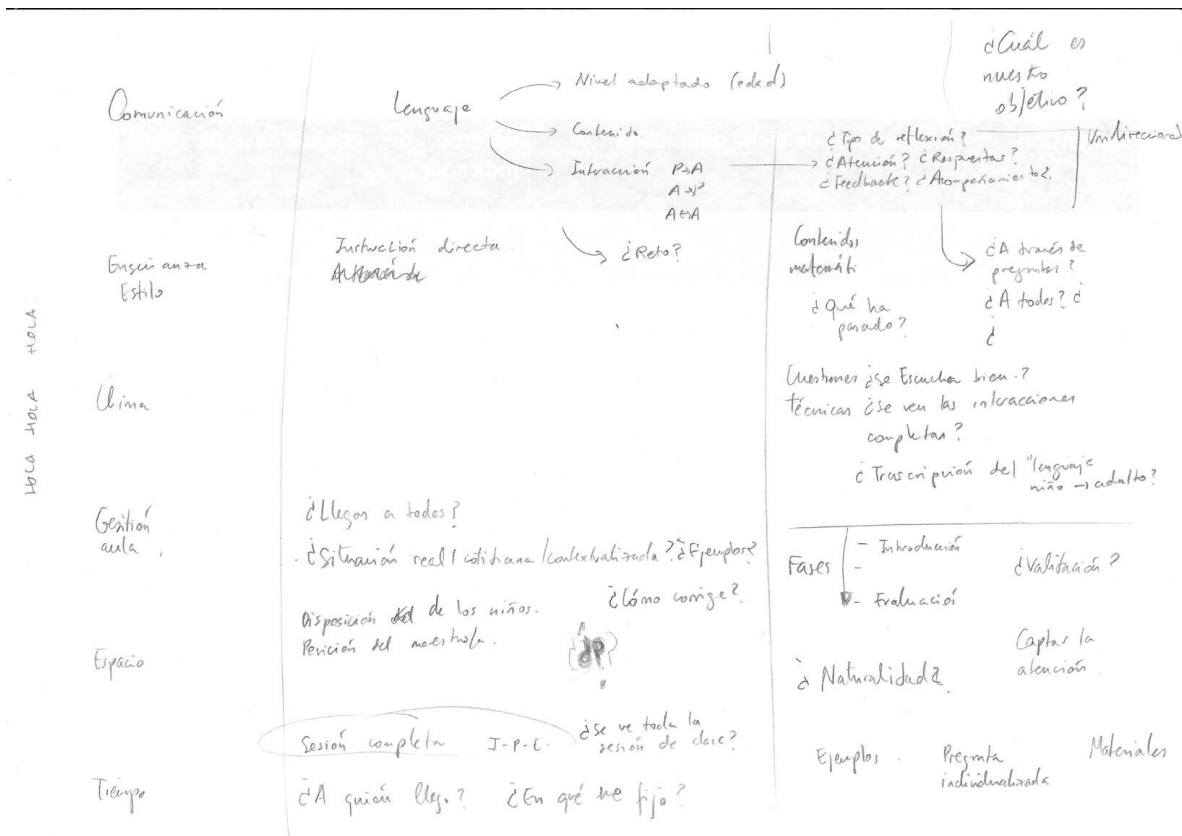 ¿Cuál es
nuestro
objetivo?
Comunicación
Lenguaje
Nivel adaptado (edad)
Contenido
Intracción P→A
A→P
A↔A
¿Reto?
¿Tipo de reflexión?
¿Atención? ¿Respuestas?
¿Feedback? ¿Acompañamiento?
Unidireccional
Enseñanza
Estilo
Instrucción directa
Contenidos
matemáti
¿Qué ha
pasado?
¿A través de
preguntas?
¿A todos? ¿
¿
HOLA HOLA HOLA
Clima
Cuestiones ¿Se Escucha bien?
técnicas ¿Se ven las interacciones
completas?
¿Trascripción del "lenguaje
niño → adulto?
Gestión
aula
¿Llegas a todos?
¿Situación real / cotidiana / contextualizada? ¿Ejemplos?
¿Cómo corrige?
Fases
- Introducción
-
- Evaluación
¿Validación?
Espacio
Disposición de los niños.
Posición del maestro/a.
¿Naturalidad?
Captar la
atención
Tiempo
Sesión completa I-P-C.
¿Se ve toda la
sesión de clase?
¿A quién llego? ¿En qué me fijo?
Ejemplos.
Pregunta
individualizada
Materiales